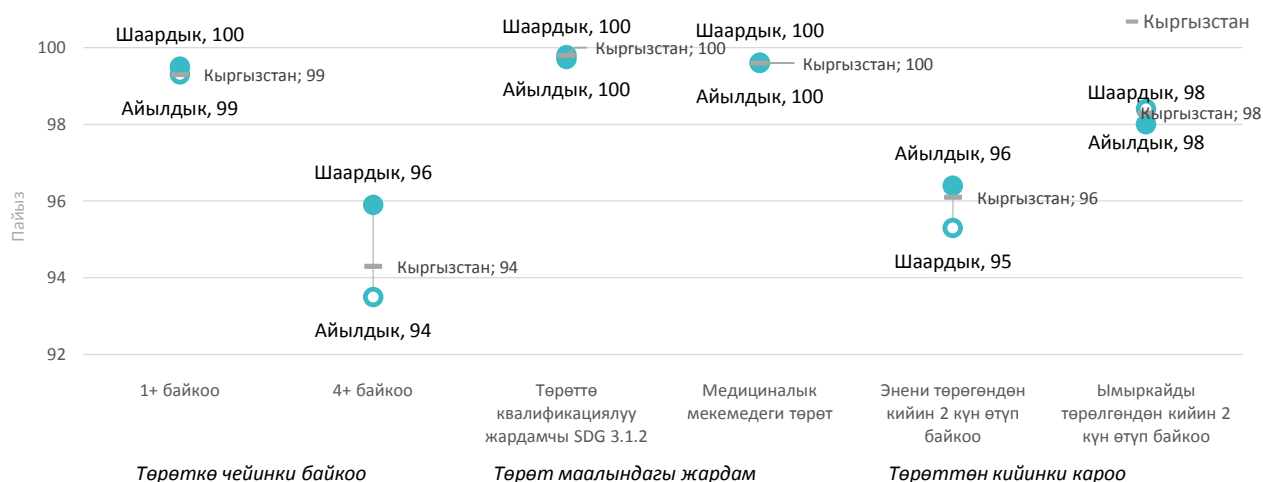 Кыргызстан
Пайыз
100
98
96
94
92
Шаардык, 100
Кыргызстан; 99
Айылдык, 99
Шаардык, 96
Кыргызстан; 94
Айылдык, 94
Шаардык, 100
Кыргызстан; 100
Айылдык, 100
Шаардык, 100
Кыргызстан; 100
Айылдык, 100
Айылдык, 96
Кыргызстан; 96
Шаардык, 95
Шаардык, 98
Кыргызстан; 98
Айылдык, 98
1+ байкоо
4+ байкоо
Төрөттө
квалификациялуу
жардамчы SDG 3.1.2
Медициналык
мекемедеги төрөт
Энени төрөгөндөн
кийин 2 күн өтүп
байкоо
Ымыркайды
төрөлгөндөн кийин 2
күн өтүп байкоо
Төрөткө чейинки байкоо
Төрөт маалындагы жардам
Төрөттөн кийинки кароо